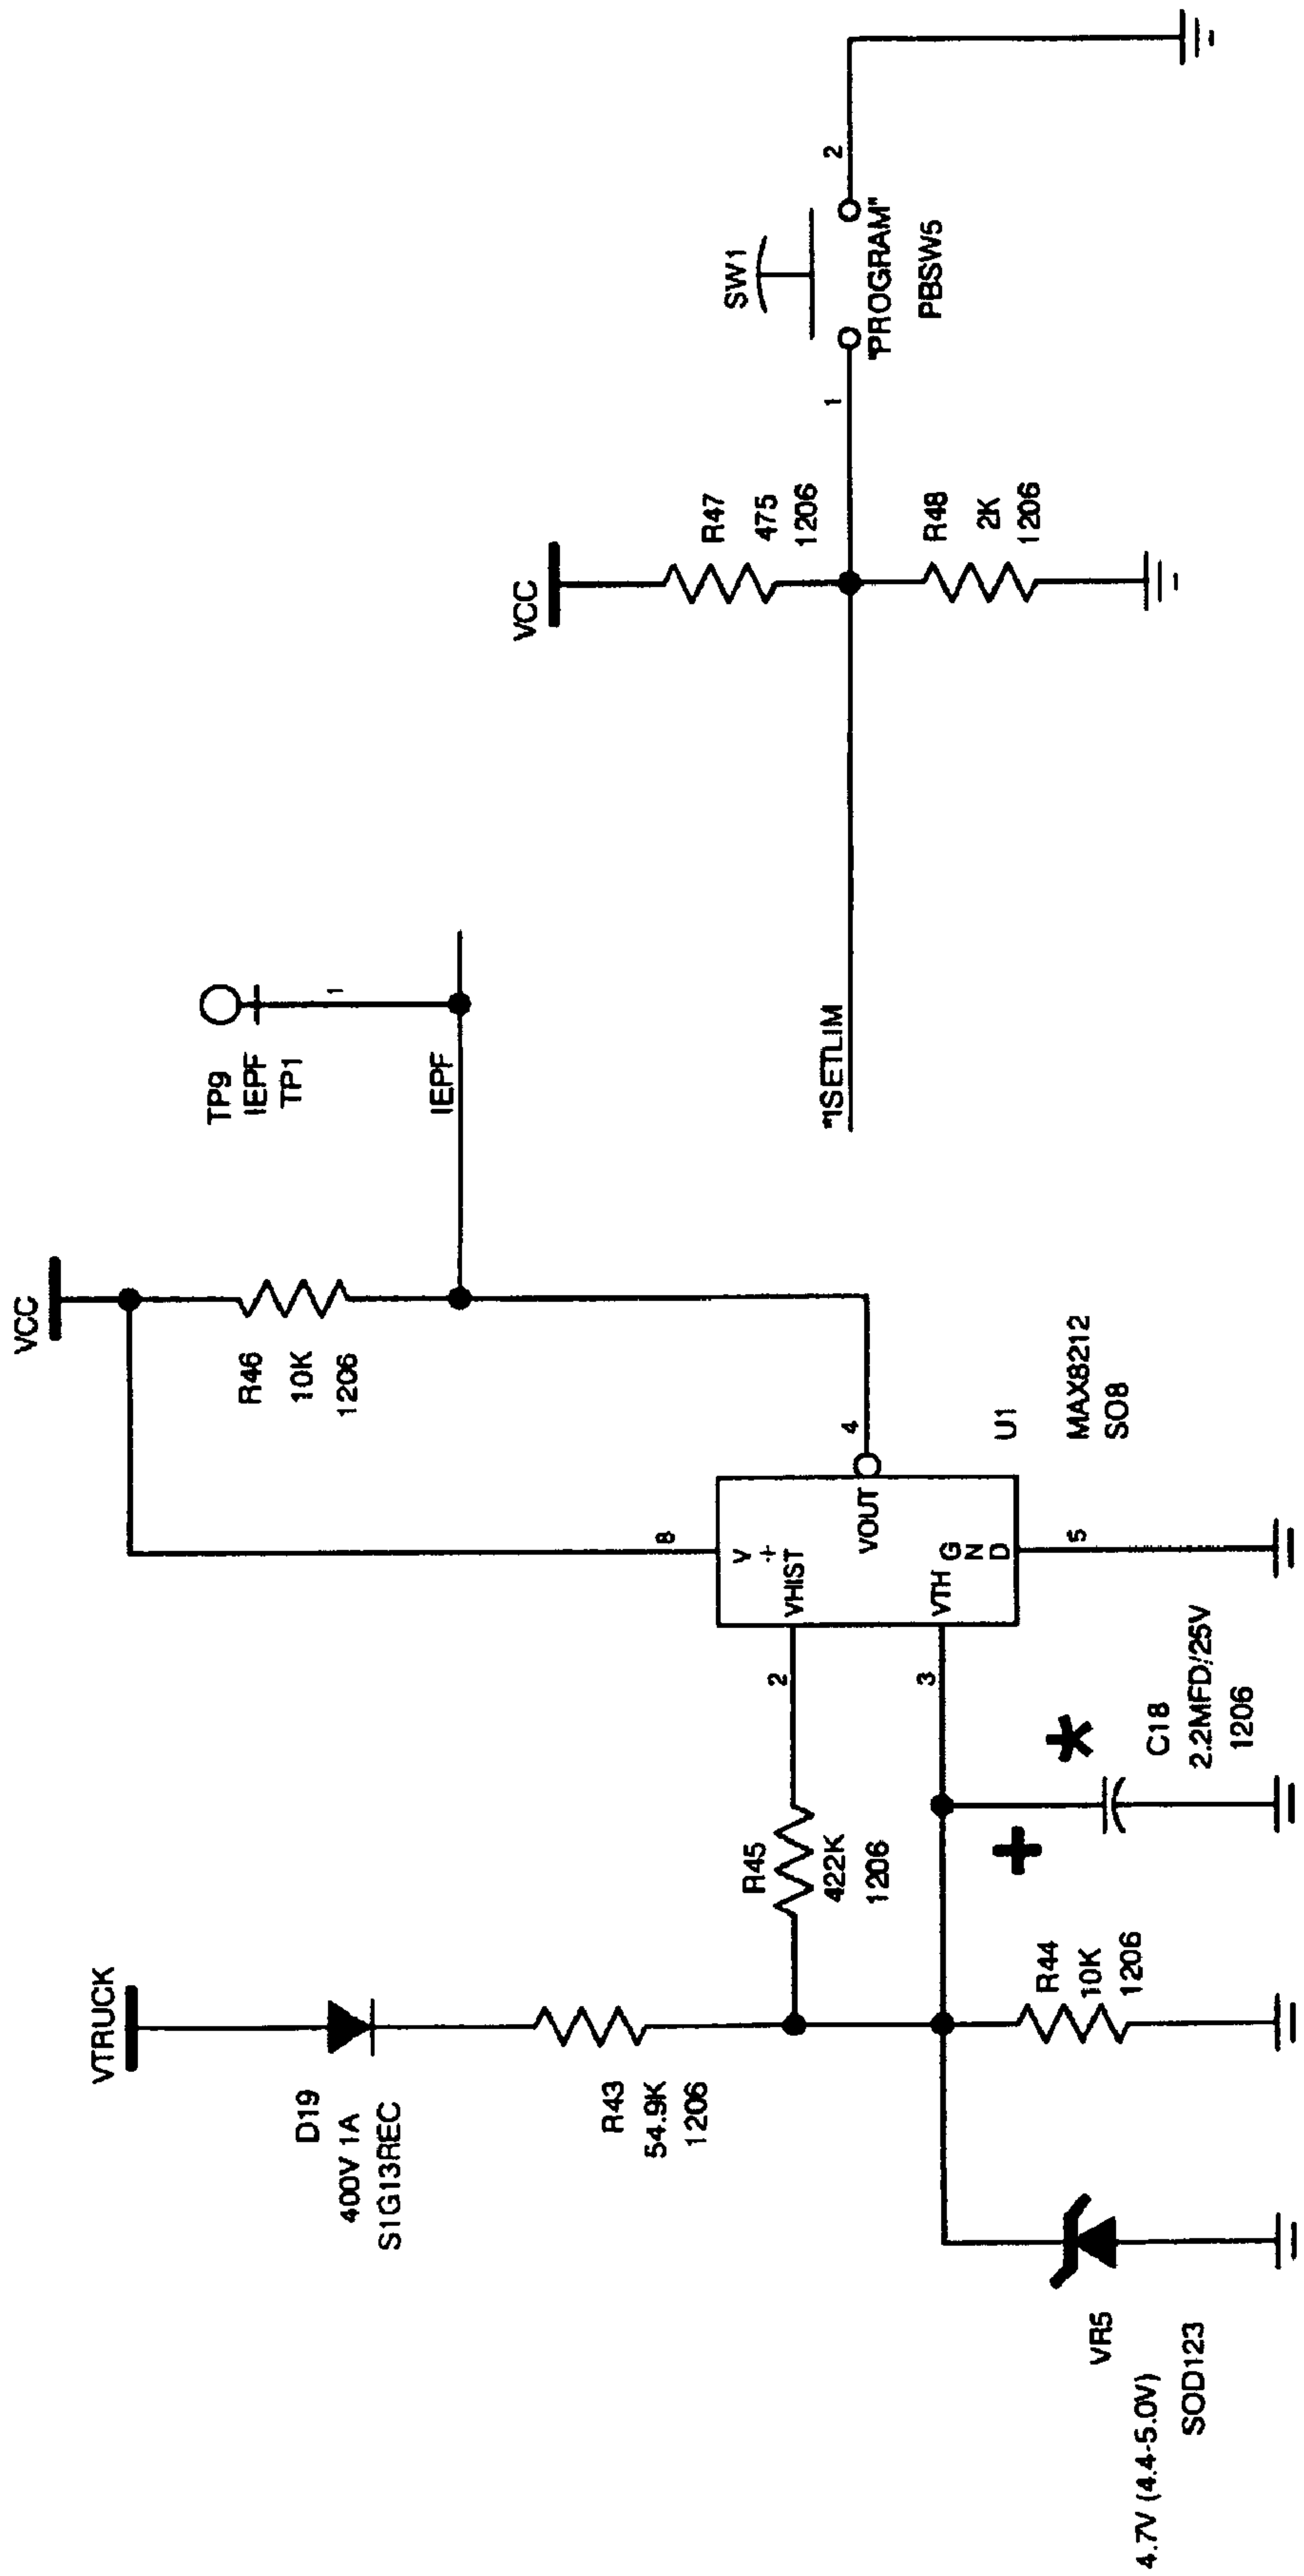 VTRUCK
D19
400V 1A
S1G13REC
R43
54.9K
1206
VR5
4.7V (4.4-5.0V)
SOD123
R44
10K
1206
R45
422K
1206
+
*
C18
2.2MFD/25V
1206
2
3
8
4
5
V+
VHIST
VOUT
VTH
GND
U1
MAX8212
SO8
VCC
R46
10K
1206
TP9
IEPF
TP1
1
IEPF
*1SETLIM
VCC
R47
475
1206
R48
2K
1206
1
SW1
2
"PROGRAM"
PBSW5